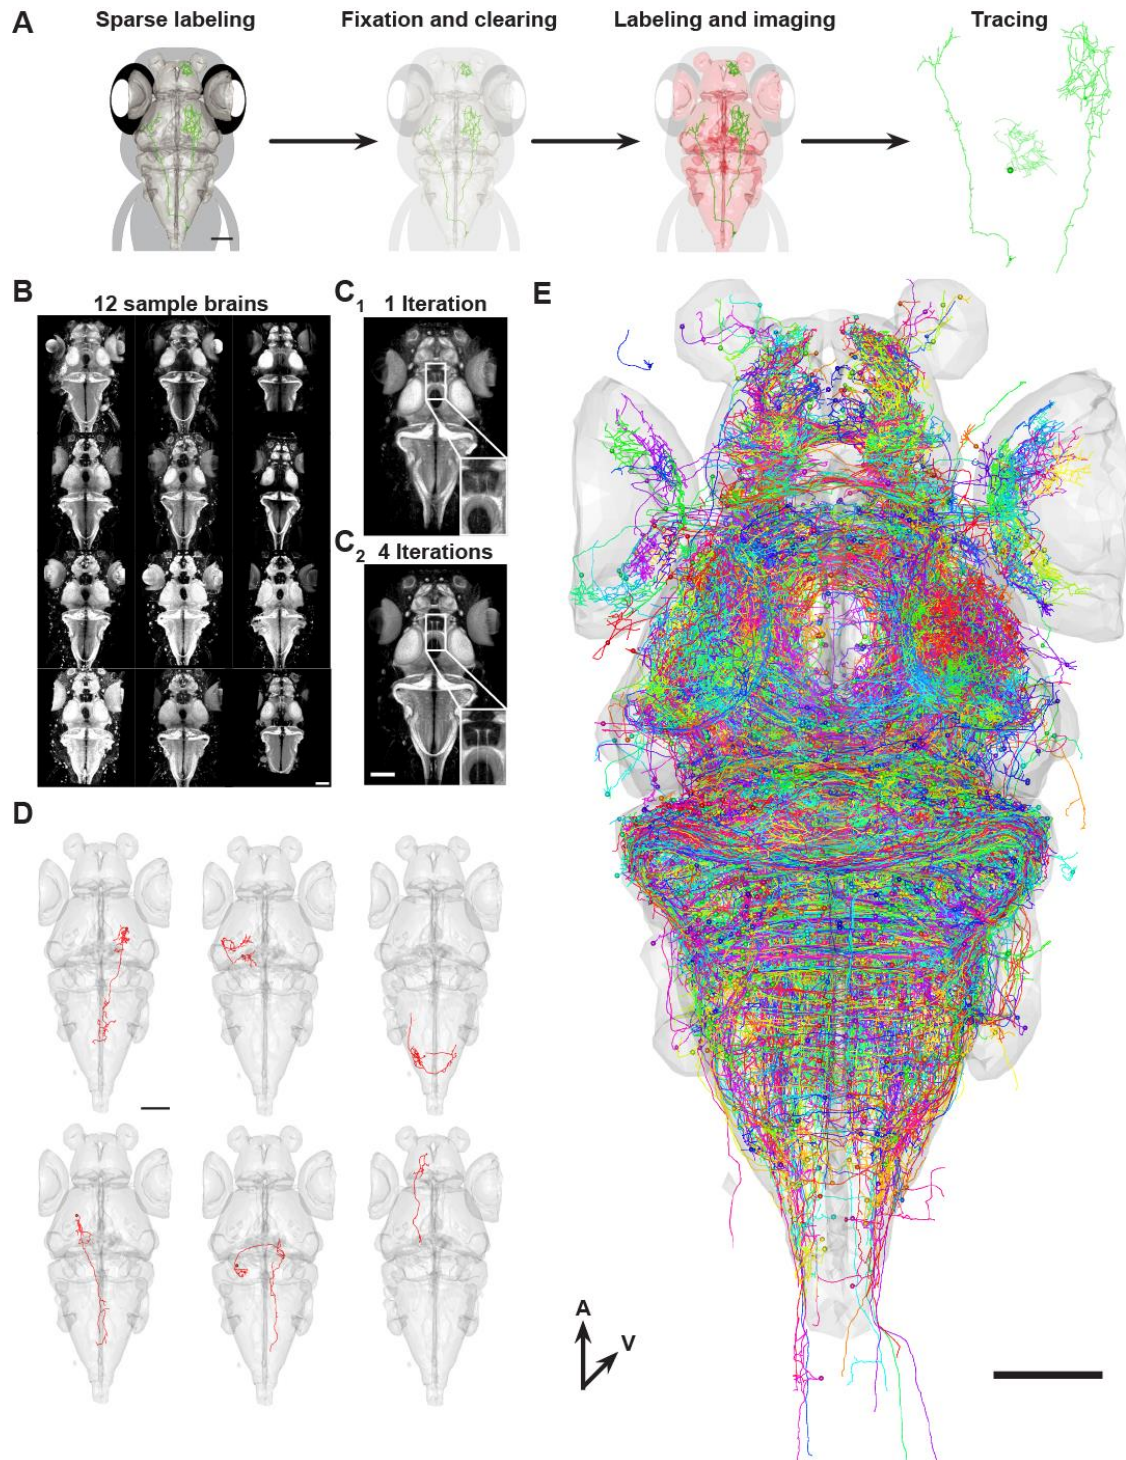 A
Sparse labeling
Fixation and clearing
Labeling and imaging
Tracing
B
12 sample brains
C1 1 Iteration
C2 4 Iterations
D
E
A
V